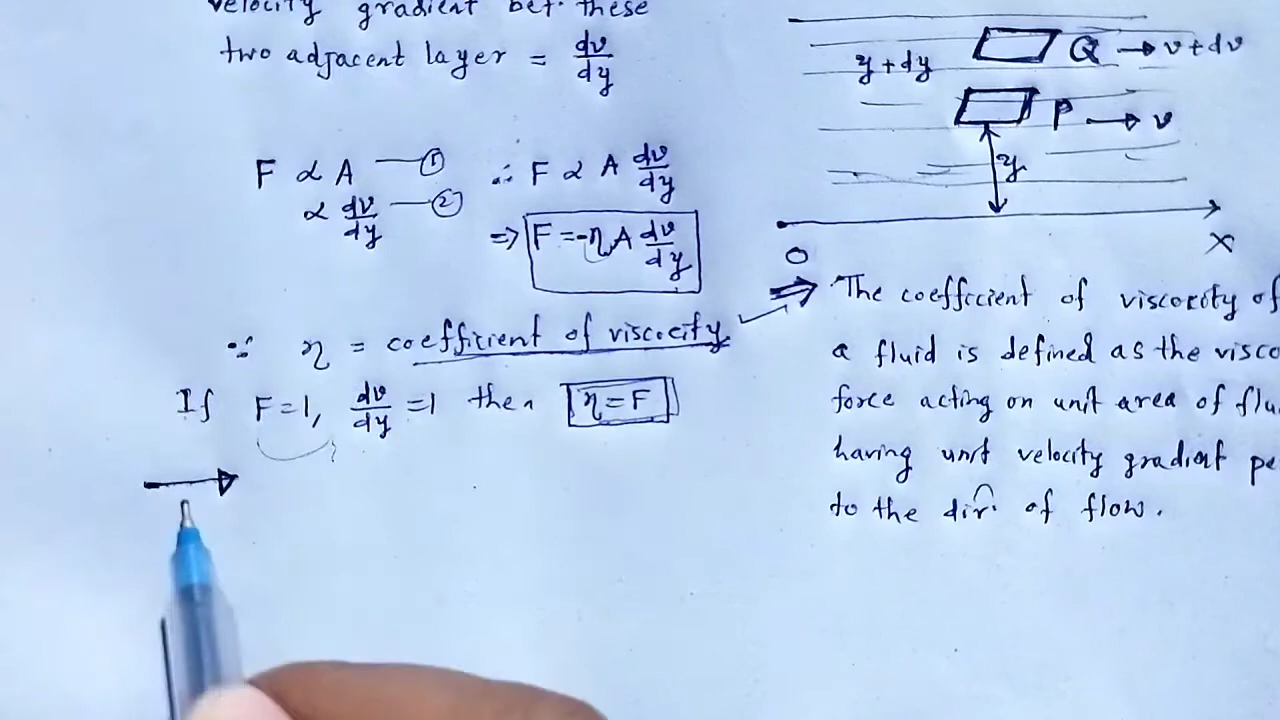 velocity gradient bet. these
two adjacent layer = dv/dy
F ∝ A —①
∝ dv/dy —②
∴ F ∝ A dv/dy
=> F = -η A dv/dy
∵ η = coefficient of viscocity
If F=1, dv/dy =1 then η = F
y+dy Q → v+dv
P → v
y
O X
⇒ The coefficient of viscosity of
a fluid is defined as the visco
force acting on unit area of flu
having unit velocity gradient pe
to the dirⁿ. of flow.